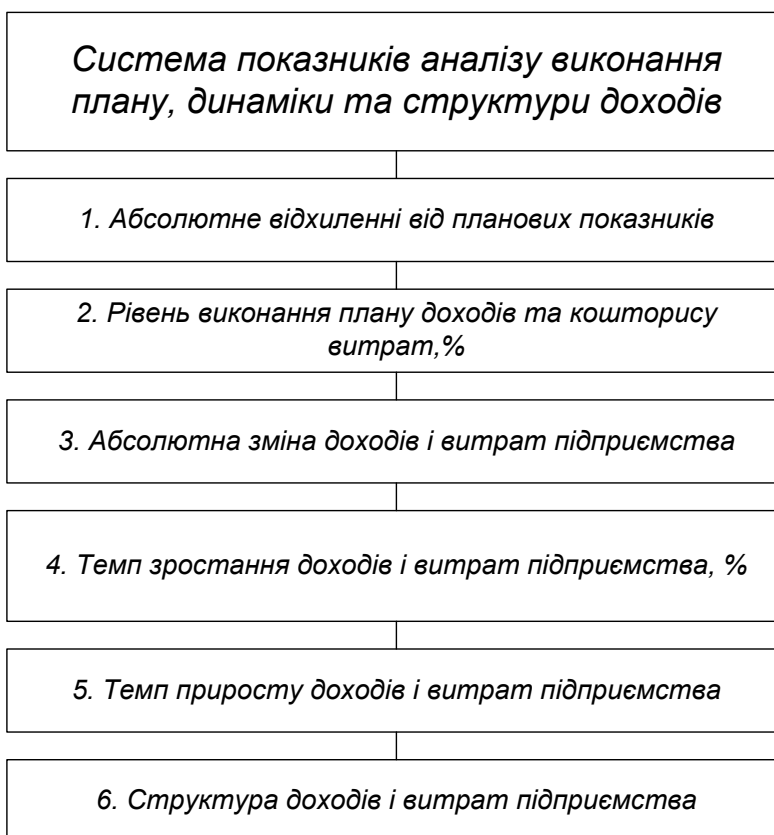 Система показників аналізу виконання
плану, динаміки та структури доходів
1. Абсолютне відхиленні від планових показників
2. Рівень виконання плану доходів та кошторису
витрат,%
3. Абсолютна зміна доходів і витрат підприємства
4. Темп зростання доходів і витрат підприємства, %
5. Темп приросту доходів і витрат підприємства
6. Структура доходів і витрат підприємства